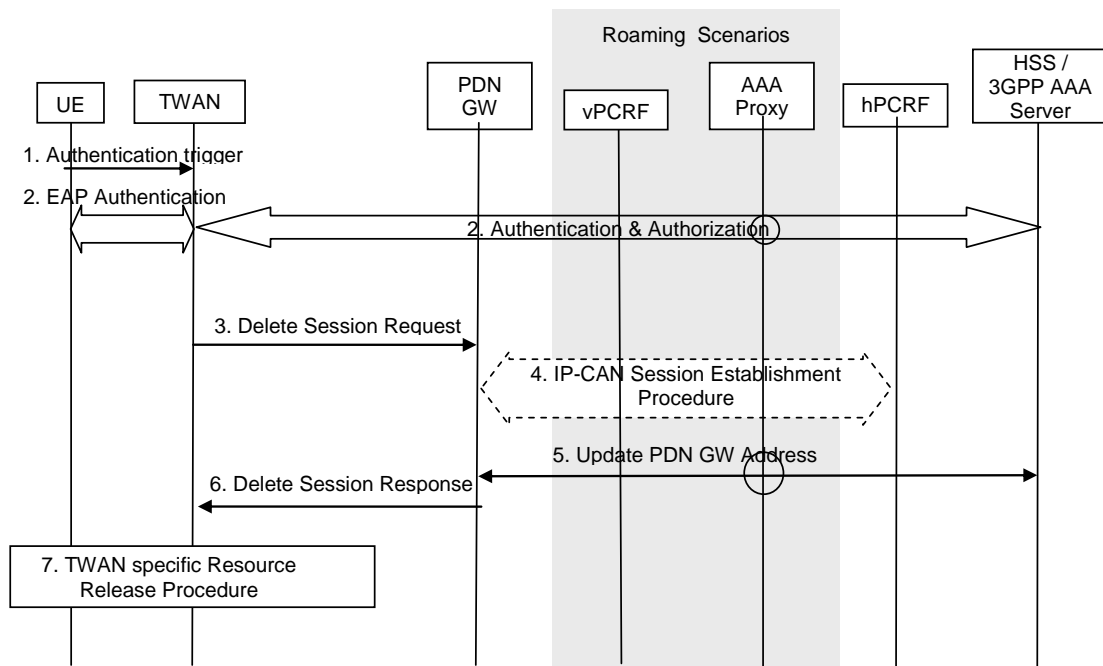 Roaming Scenarios
UE
TWAN
PDN
GW
vPCRF
AAA
Proxy
hPCRF
HSS /
3GPP AAA
Server
1. Authentication trigger
2. EAP Authentication
2. Authentication & Authorization
3. Delete Session Request
4. IP-CAN Session Establishment
Procedure
5. Update PDN GW Address
6. Delete Session Response
7. TWAN specific Resource
Release Procedure